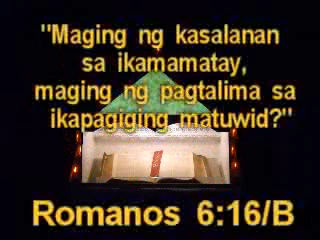 "Maging ng kasalanan
sa ikamamatay,
maging ng pagtalima sa
ikapagiging matuwid?"
Romanos 6:16/B